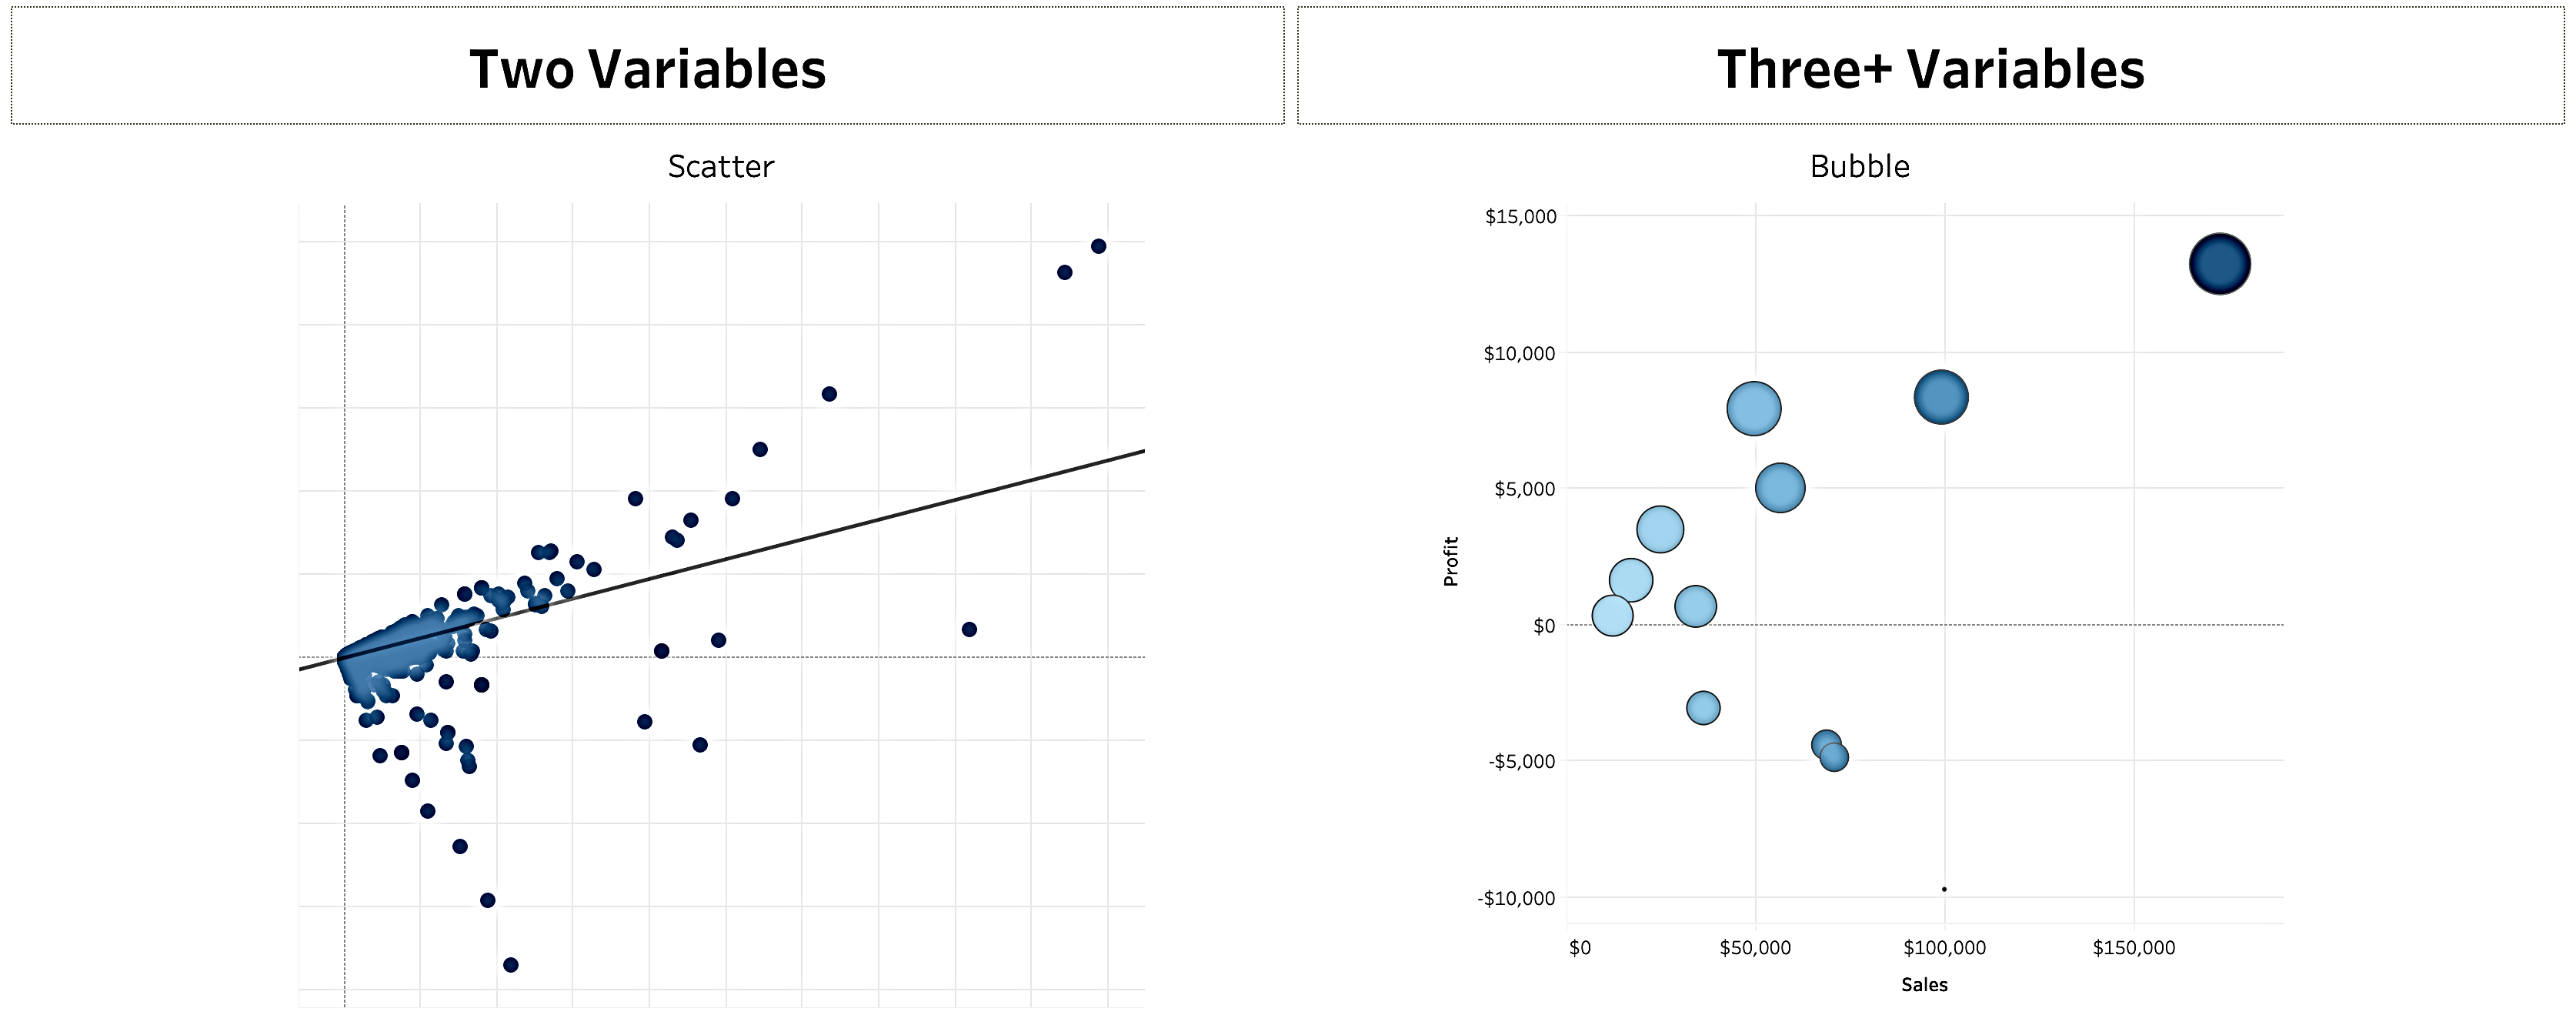 Two Variables
Three+ Variables
Scatter
Bubble
$15,000
$10,000
$5,000
$0
-$5,000
-$10,000
Profit
$0
$50,000
$100,000
$150,000
Sales